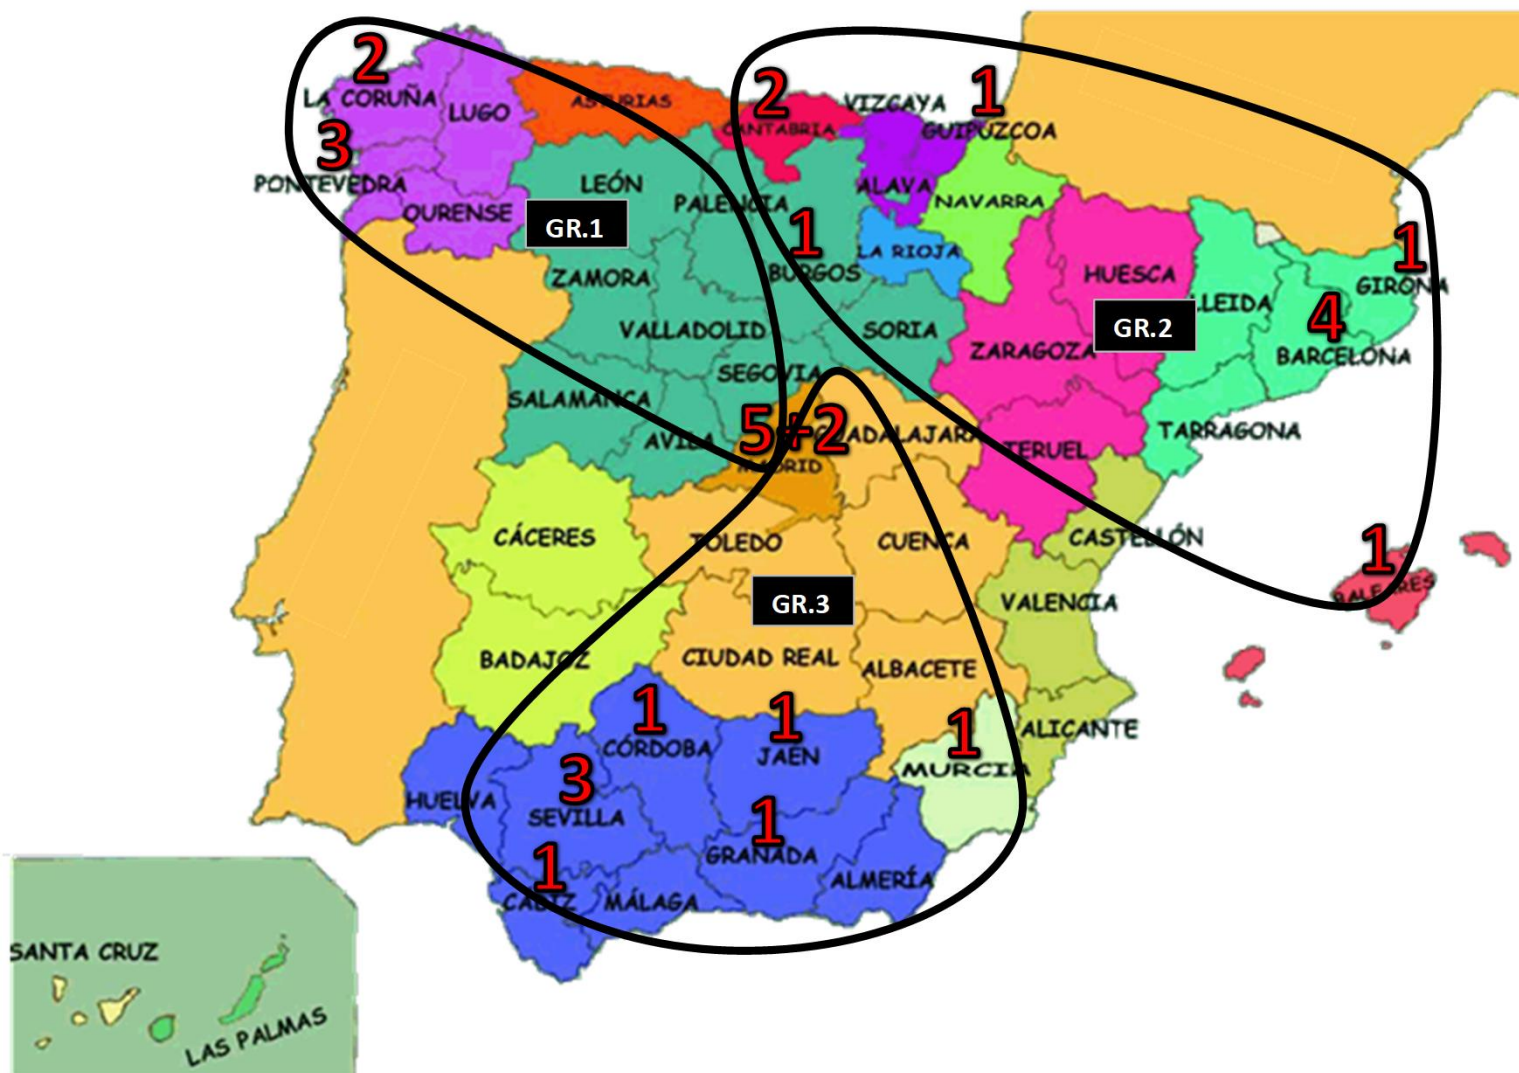 2
1
2
LA CORUÑA
LUGO
ASTURIAS
CANTABRIA
VIZCAYA
GUIPUZCOA
3
PONTEVEDRA
OURENSE
LEÓN
PALENCIA
ALAVA
NAVARRA
GR.1
1
BURGOS
LA RIOJA
HUESCA
1
GIRONA
ZAMORA
LLEIDA
4
BARCELONA
VALLADOLID
SORIA
ZARAGOZA
GR.2
SEGOVIA
SALAMANCA
AVILA
5+2
MADRID
GUADALAJARA
TERUEL
TARRAGONA
CÁCERES
TOLEDO
CUENCA
CASTELLÓN
1
BALEARES
GR.3
VALENCIA
BADAJOZ
CIUDAD REAL
ALBACETE
1
CÓRDOBA
1
JAEN
1
MURCIA
ALICANTE
HUELVA
3
SEVILLA
1
GRANADA
ALMERÍA
1
CADIZ
MÁLAGA
SANTA CRUZ
LAS PALMAS